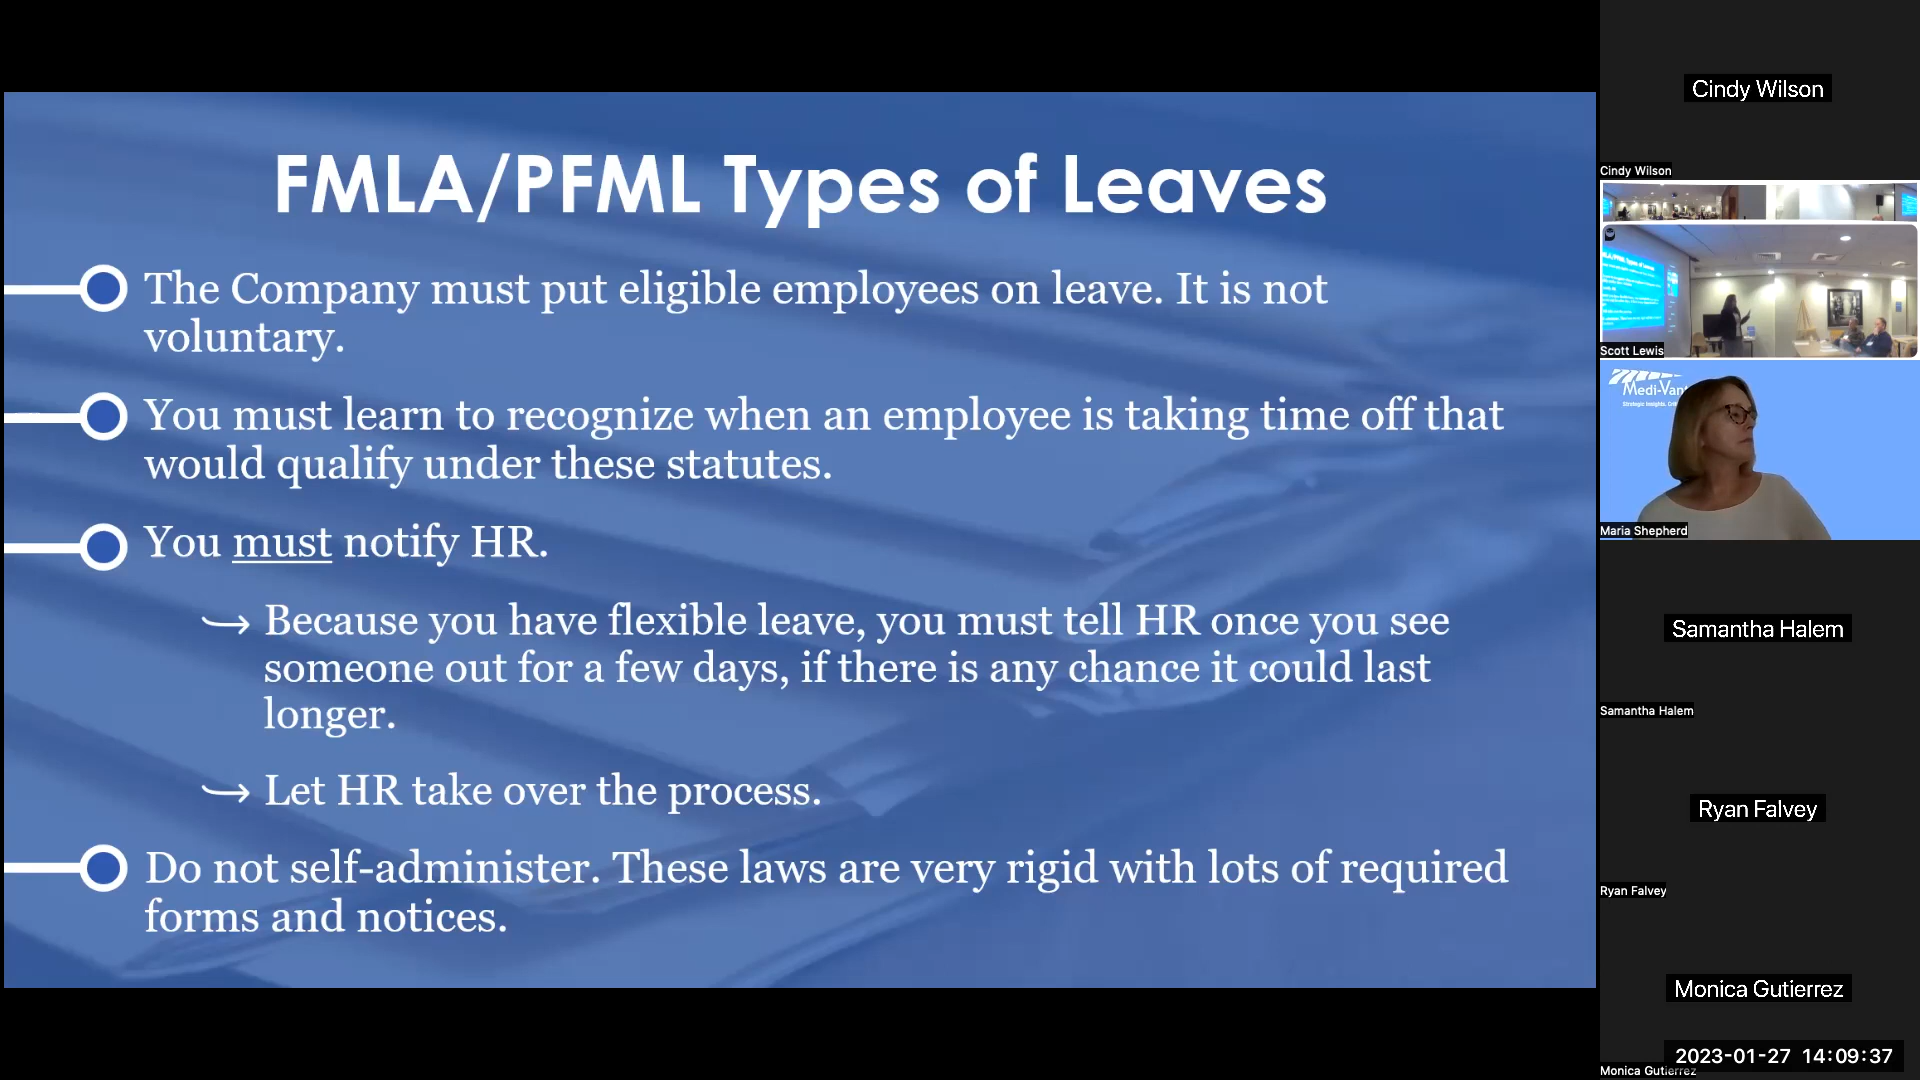 FMLA/PFML Types of Leaves
The Company must put eligible employees on leave. It is not
voluntary.
You must learn to recognize when an employee is taking time off that
would qualify under these statutes.
You must notify HR.
Because you have flexible leave, you must tell HR once you see
someone out for a few days, if there is any chance it could last
longer.
Let HR take over the process.
Do not self-administer. These laws are very rigid with lots of required
forms and notices.
Cindy Wilson
Cindy Wilson
Scott Lewis
Medi-Vant
Strategic Insights.
Maria Shepherd
Samantha Halem
Samantha Halem
Ryan Falvey
Ryan Falvey
Monica Gutierrez
2023-01-27 14:09:37
Monica Gutierrez